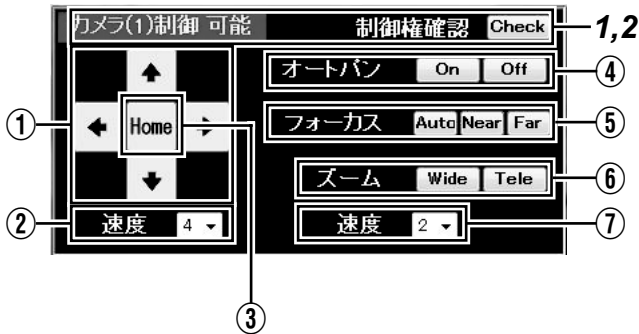 カメラ(1)制御 可能 制御権確認 Check 1,2
オートパン On Off ④
① Home フォーカス Auto Near Far ⑤
ズーム Wide Tele ⑥
② 速度 4 速度 2 ⑦
③